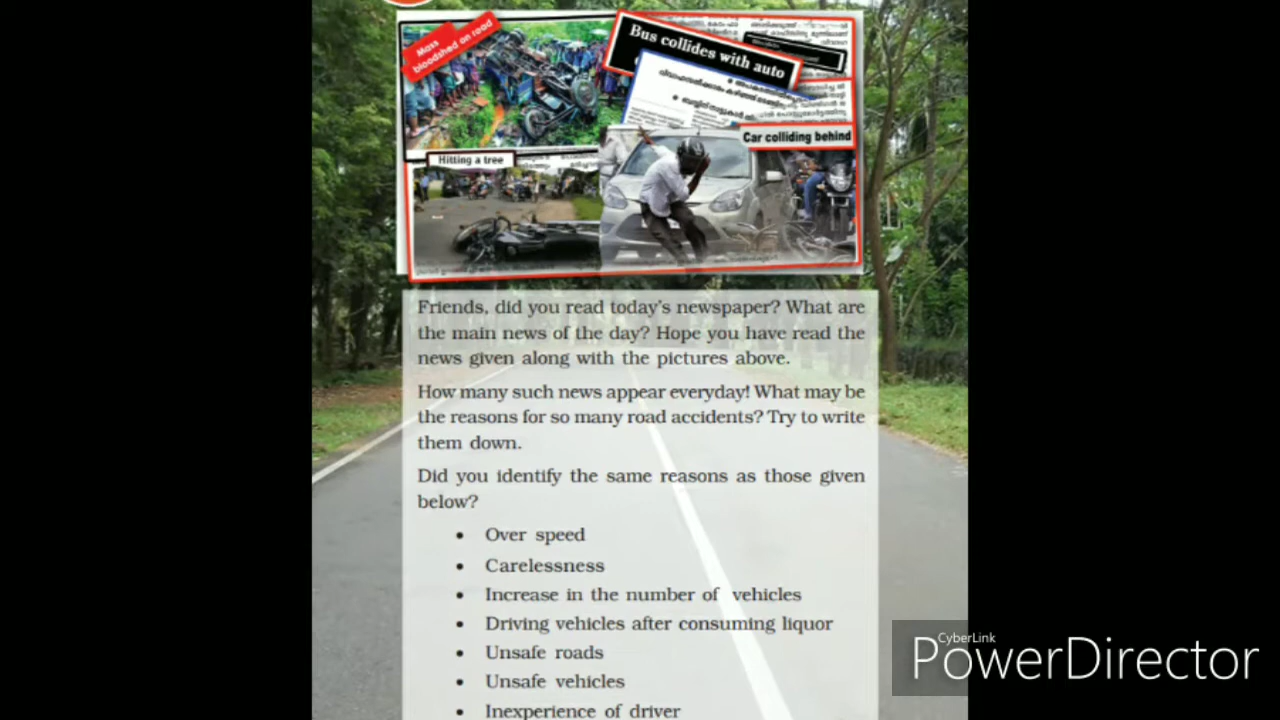 Mass
bloodshed on road
Bus collides with auto
Car colliding behind
Hitting a tree
Friends, did you read today's newspaper? What are
the main news of the day? Hope you have read the
news given along with the pictures above.
How many such news appear everyday! What may be
the reasons for so many road accidents? Try to write
them down.
Did you identify the same reasons as those given
below?
• Over speed
• Carelessness
• Increase in the number of vehicles
• Driving vehicles after consuming liquor
• Unsafe roads
• Unsafe vehicles
• Inexperience of driver
CyberLink
PowerDirector